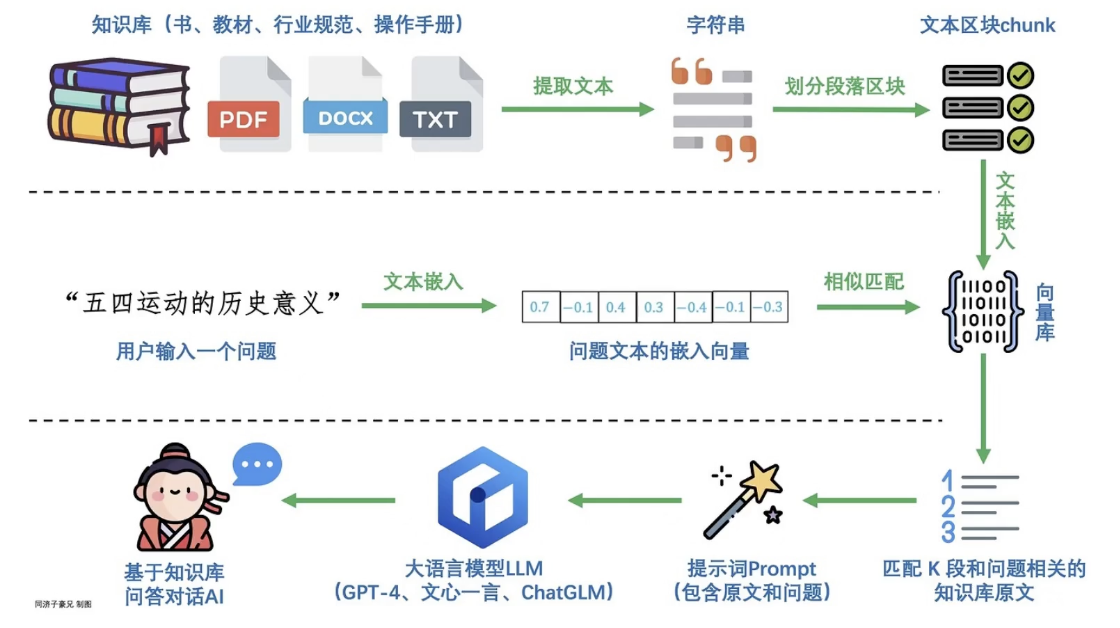 知识库（书、教材、行业规范、操作手册）
字符串
文本区块chunk
PDF
DOCX
TXT
提取文本
划分段落区块
文本嵌入
“五四运动的历史意义”
文本嵌入
0.7 −0.1 0.4 0.3 −0.4 −0.1 −0.3
相似匹配
11100
110111
10110
01011
向量库
用户输入一个问题
问题文本的嵌入向量
1
2
3
基于知识库
问答对话AI
大语言模型LLM
（GPT-4、文心一言、ChatGLM）
提示词Prompt
（包含原文和问题）
匹配 K 段和问题相关的
知识库原文
同济子豪兄 制图